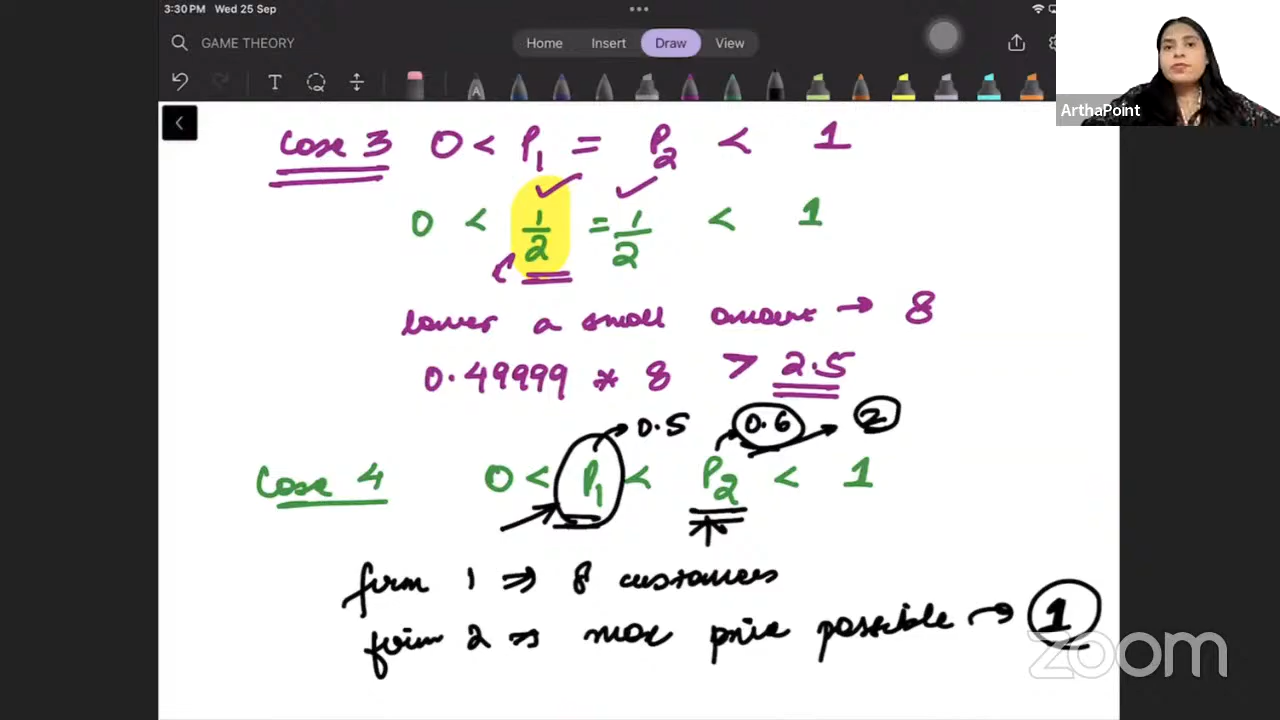 3:30 PM Wed 25 Sep
GAME THEORY
Home Insert Draw View
ArthaPoint
Case 3 0 < P1 = P2 < 1
0 < 1/2 = 1/2 < 1
lower a small amount → 8
0.49999 * 8 > 2.5
0.5 0.6 2
Case 4 0 < P1 < P2 < 1
firm 1 ⇒ 8 customers
firm 2 ⇒ max price possible → 1
zoom